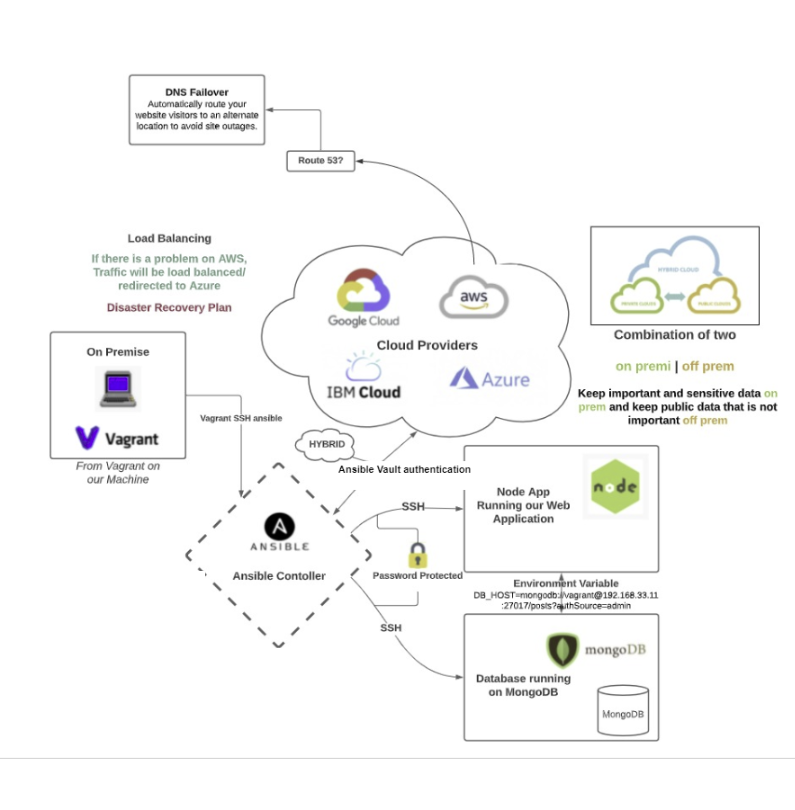 DNS Failover
Automatically route your
website visitors to an alternate
location to avoid site outages.
Route 53?
Load Balancing
If there is a problem on AWS,
Traffic will be load balanced/
redirected to Azure
Disaster Recovery Plan
Google Cloud
aws
Cloud Providers
IBM Cloud
Azure
HYBRID CLOUD
PRIVATE CLOUDS
PUBLIC CLOUDS
Combination of two
on premi | off prem
Keep important and sensitive data on
prem and keep public data that is not
important off prem
On Premise
Vagrant
From Vagrant on
our Machine
Vagrant SSH ansible
HYBRID
Ansible Vault authentication
ANSIBLE
Ansible Contoller
SSH
Password Protected
SSH
Node App
Running our Web
Application
node
Environment Variable
DB_HOST=mongodb://vagrant@192.168.33.11
:27017/posts?authSource=admin
mongoDB
Database running
on MongoDB
MongoDB